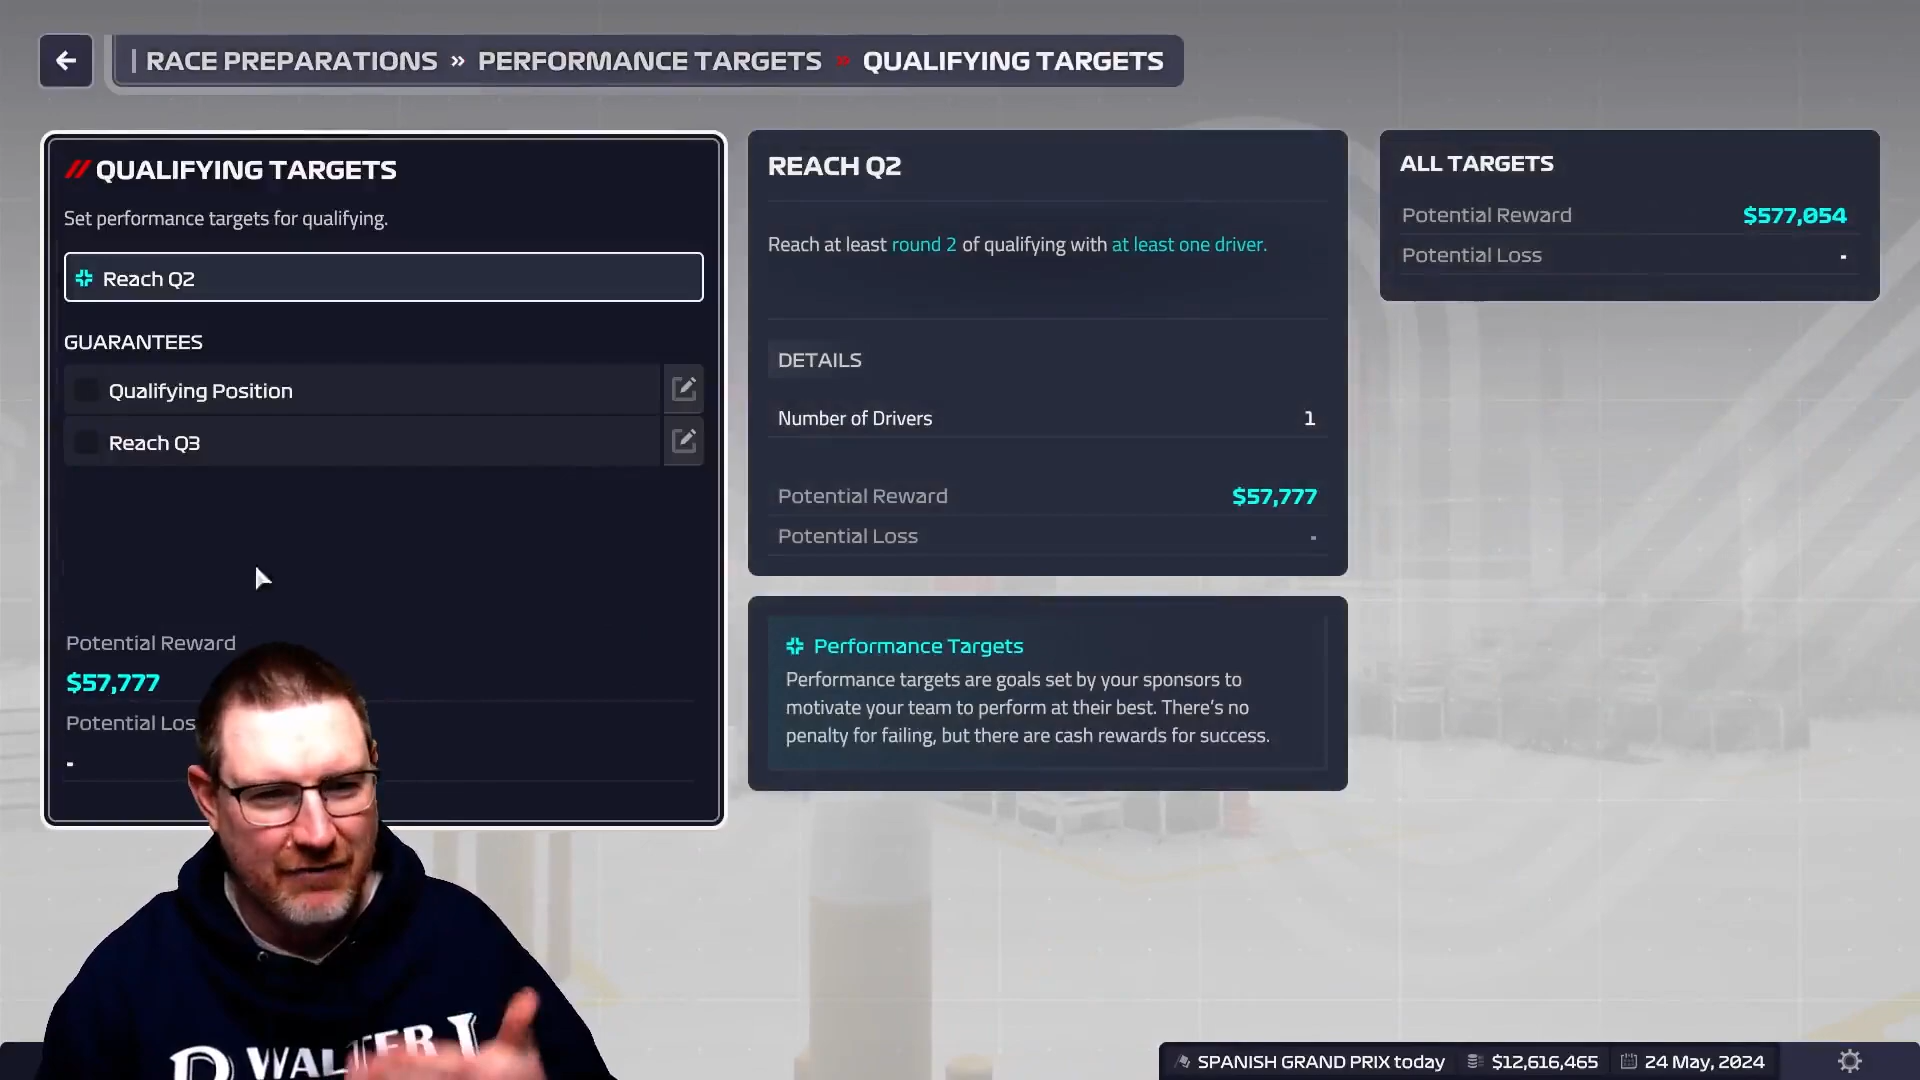 RACE PREPARATIONS » PERFORMANCE TARGETS » QUALIFYING TARGETS
QUALIFYING TARGETS
Set performance targets for qualifying.
Reach Q2
GUARANTEES
Qualifying Position
Reach Q3
Potential Reward
$57,777
Potential Los
-
REACH Q2
Reach at least round 2 of qualifying with at least one driver.
DETAILS
Number of Drivers 1
Potential Reward $57,777
Potential Loss -
Performance Targets
Performance targets are goals set by your sponsors to
motivate your team to perform at their best. There's no
penalty for failing, but there are cash rewards for success.
ALL TARGETS
Potential Reward $577,054
Potential Loss -
SPANISH GRAND PRIX today $12,616,465 24 May, 2024